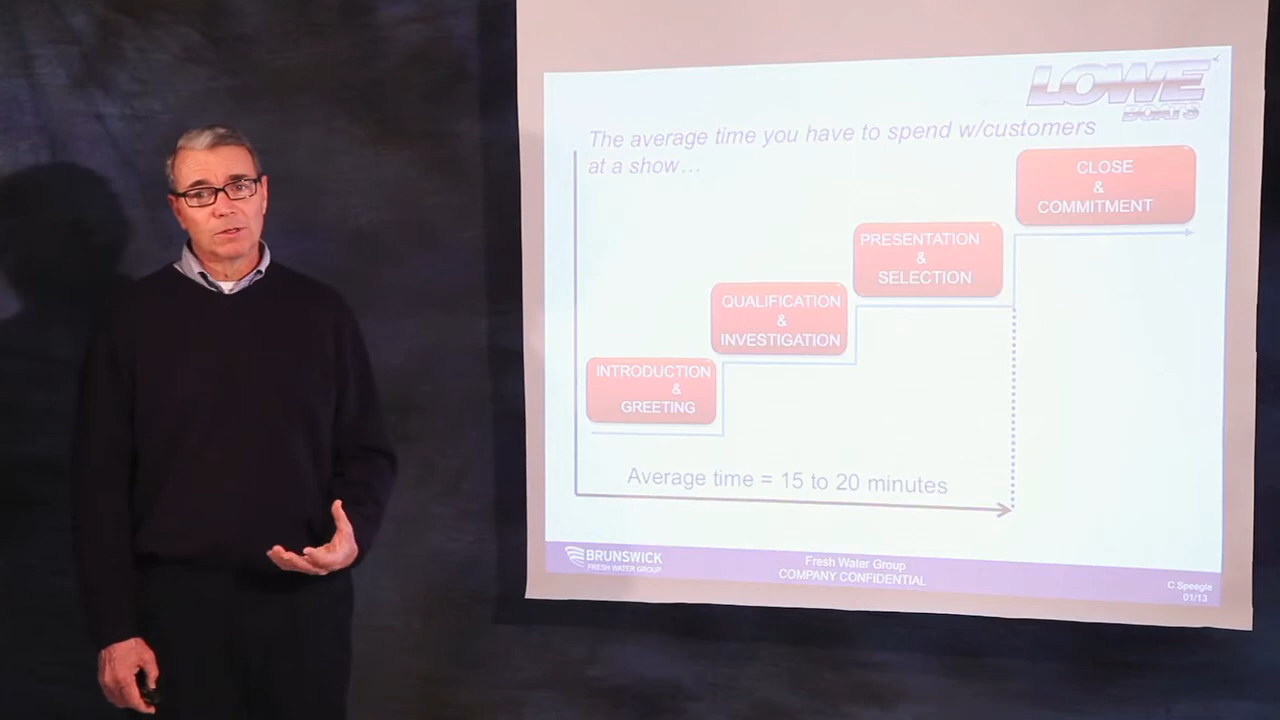 LOWE
BOATS
The average time you have to spend w/customers
at a show…
CLOSE
&
COMMITMENT
PRESENTATION
&
SELECTION
QUALIFICATION
&
INVESTIGATION
INTRODUCTION
&
GREETING
Average time = 15 to 20 minutes
BRUNSWICK
FRESH WATER GROUP
Fresh Water Group
COMPANY CONFIDENTIAL
C.Speegle
01/13